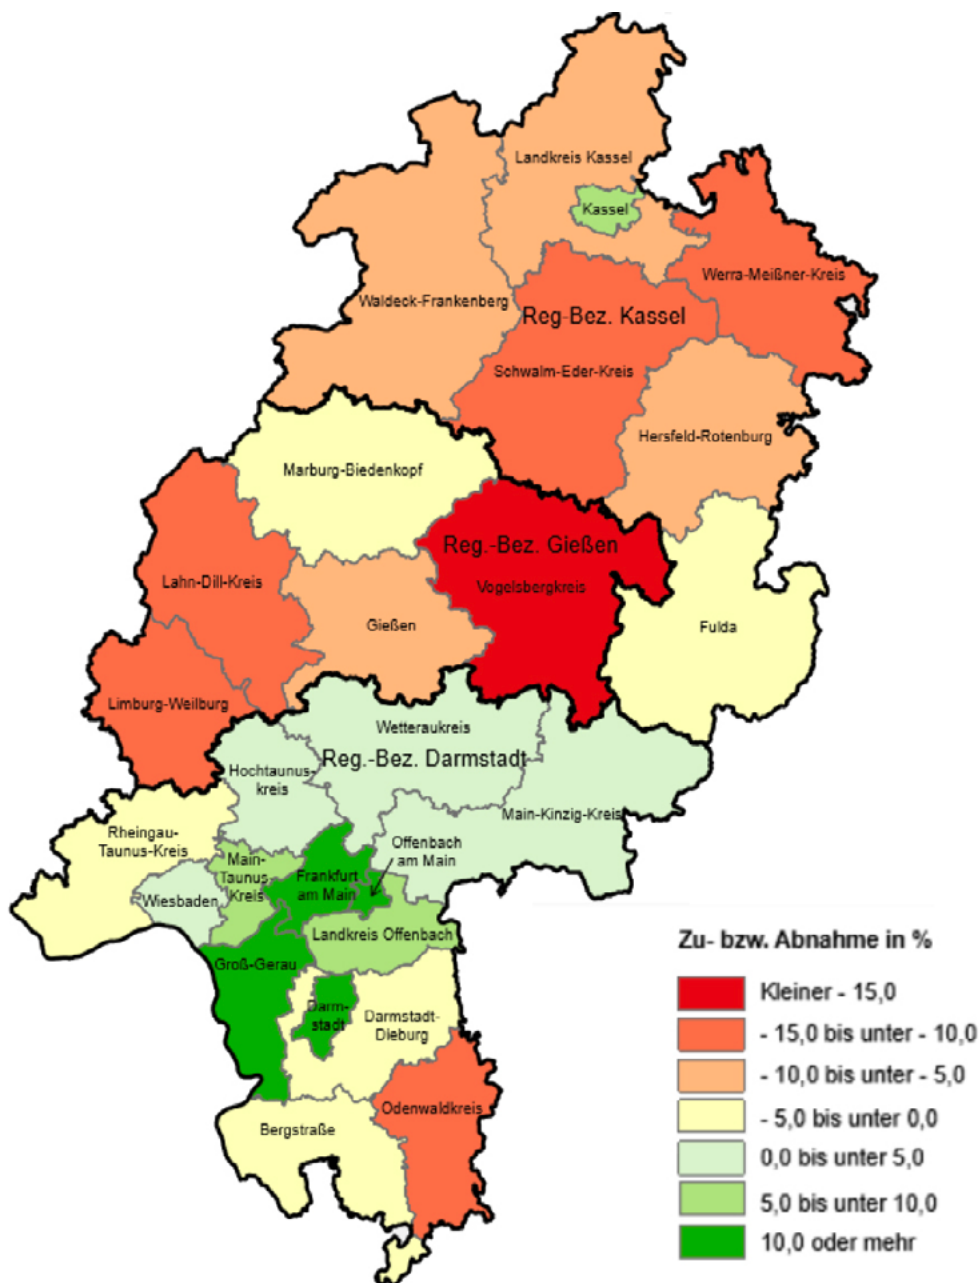 Landkreis Kassel
Kassel
Werra-Meißner-Kreis
Waldeck-Frankenberg
Reg-Bez. Kassel
Schwalm-Eder-Kreis
Hersfeld-Rotenburg
Marburg-Biedenkopf
Reg.-Bez. Gießen
Lahn-Dill-Kreis
Vogelsbergkreis
Gießen
Fulda
Limburg-Weilburg
Wetteraukreis
Reg.-Bez. Darmstadt
Hochtaunus-
kreis
Main-Kinzig-Kreis
Rheingau-
Taunus-Kreis
Offenbach
am Main
Main-
Taunus-
Kreis
Frankfurt
am Main
Wiesbaden
Landkreis Offenbach
Groß-Gerau
Darm-
stadt
Darmstadt-
Dieburg
Odenwaldkreis
Bergstraße
Zu- bzw. Abnahme in %
Kleiner - 15,0
- 15,0 bis unter - 10,0
- 10,0 bis unter - 5,0
- 5,0 bis unter 0,0
0,0 bis unter 5,0
5,0 bis unter 10,0
10,0 oder mehr